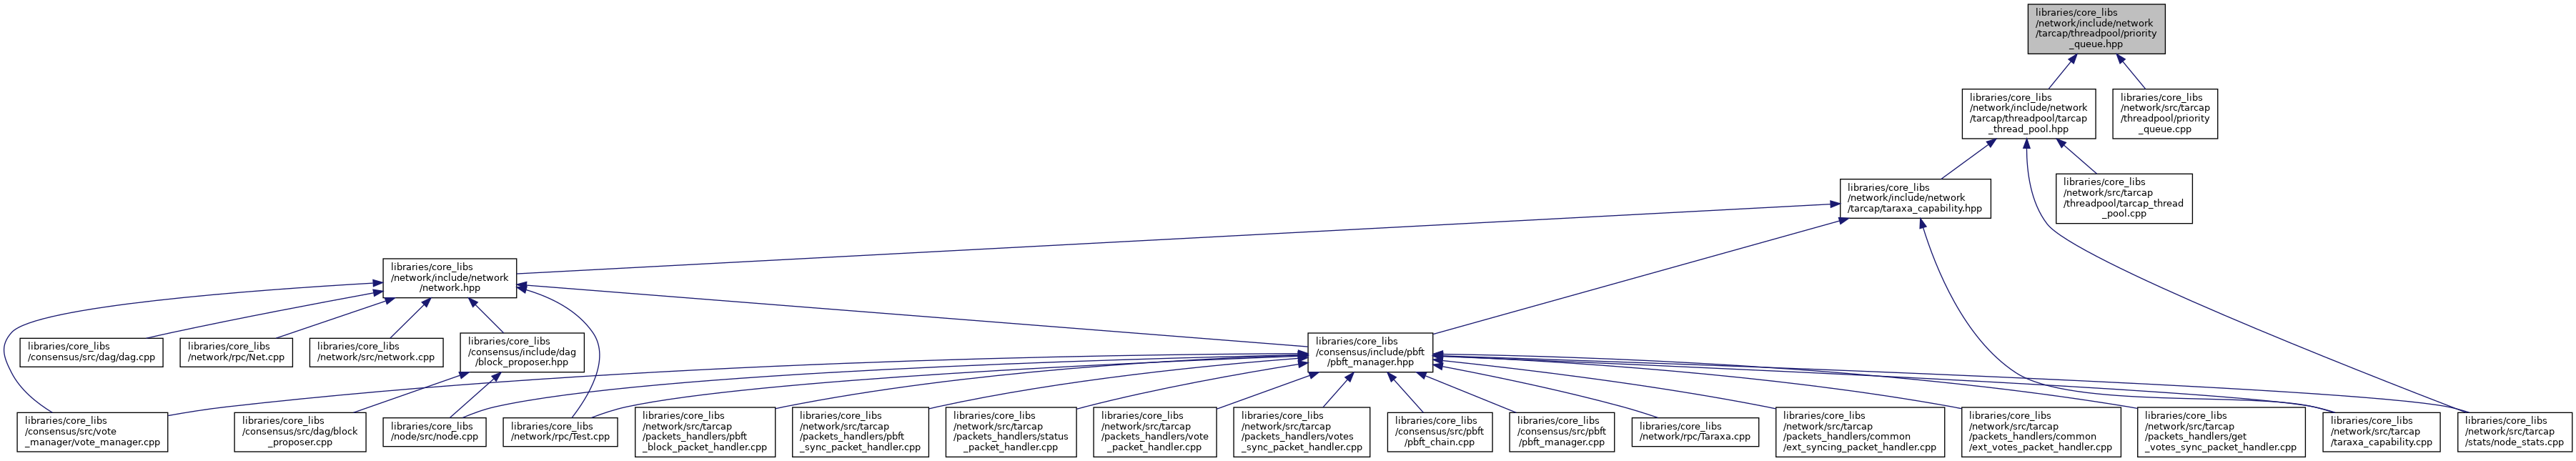 libraries/core_libs
/network/include/network
/tarcap/threadpool/priority
_queue.hpp
libraries/core_libs
/network/include/network
/tarcap/threadpool/tarcap
_thread_pool.hpp
libraries/core_libs
/network/src/tarcap
/threadpool/priority
_queue.cpp
libraries/core_libs
/network/include/network
/tarcap/taraxa_capability.hpp
libraries/core_libs
/network/src/tarcap
/threadpool/tarcap_thread
_pool.cpp
libraries/core_libs
/network/include/network
/network.hpp
libraries/core_libs
/consensus/src/dag/dag.cpp
libraries/core_libs
/network/rpc/Net.cpp
libraries/core_libs
/network/src/network.cpp
libraries/core_libs
/consensus/include/dag
/block_proposer.hpp
libraries/core_libs
/consensus/include/pbft
/pbft_manager.hpp
libraries/core_libs
/consensus/src/vote
_manager/vote_manager.cpp
libraries/core_libs
/consensus/src/dag/block
_proposer.cpp
libraries/core_libs
/node/src/node.cpp
libraries/core_libs
/network/rpc/Test.cpp
libraries/core_libs
/network/src/tarcap
/packets_handlers/pbft
_block_packet_handler.cpp
libraries/core_libs
/network/src/tarcap
/packets_handlers/pbft
_sync_packet_handler.cpp
libraries/core_libs
/network/src/tarcap
/packets_handlers/status
_packet_handler.cpp
libraries/core_libs
/network/src/tarcap
/packets_handlers/vote
_packet_handler.cpp
libraries/core_libs
/network/src/tarcap
/packets_handlers/votes
_sync_packet_handler.cpp
libraries/core_libs
/consensus/src/pbft
/pbft_chain.cpp
libraries/core_libs
/consensus/src/pbft
/pbft_manager.cpp
libraries/core_libs
/network/rpc/Taraxa.cpp
libraries/core_libs
/network/src/tarcap
/packets_handlers/common
/ext_syncing_packet_handler.cpp
libraries/core_libs
/network/src/tarcap
/packets_handlers/common
/ext_votes_packet_handler.cpp
libraries/core_libs
/network/src/tarcap
/packets_handlers/get
_votes_sync_packet_handler.cpp
libraries/core_libs
/network/src/tarcap
/taraxa_capability.cpp
libraries/core_libs
/network/src/tarcap
/stats/node_stats.cpp